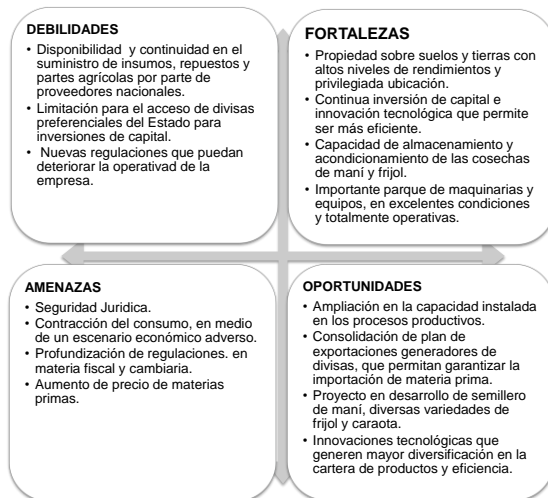 DEBILIDADES
• Disponibilidad y continuidad en el
suministro de insumos, repuestos y
partes agrícolas por parte de
proveedores nacionales.
• Limitación para el acceso de divisas
preferenciales del Estado para
inversiones de capital.
• Nuevas regulaciones que puedan
deteriorar la operativad de la
empresa.
FORTALEZAS
• Propiedad sobre suelos y tierras con
altos niveles de rendimientos y
privilegiada ubicación.
• Continua inversión de capital e
innovación tecnológica que permite
ser más eficiente.
• Capacidad de almacenamiento y
acondicionamiento de las cosechas
de maní y frijol.
• Importante parque de maquinarias y
equipos, en excelentes condiciones
y totalmente operativas.
AMENAZAS
• Seguridad Juridica.
• Contracción del consumo, en medio
de un escenario económico adverso.
• Profundización de regulaciones. en
materia fiscal y cambiaria.
• Aumento de precio de materias
primas.
OPORTUNIDADES
• Ampliación en la capacidad instalada
en los procesos productivos.
• Consolidación de plan de
exportaciones generadores de
divisas, que permitan garantizar la
importación de materia prima.
• Proyecto en desarrollo de semillero
de maní, diversas variedades de
frijol y caraota.
• Innovaciones tecnológicas que
generen mayor diversificación en la
cartera de productos y eficiencia.